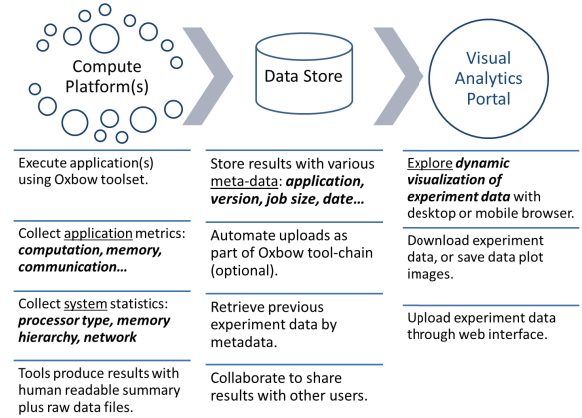 Compute
Platform(s)
Data Store
Visual
Analytics
Portal
Execute application(s)
using Oxbow toolset.
Collect application metrics:
computation, memory,
communication...
Collect system statistics:
processor type, memory
hierarchy, network
Tools produce results with
human readable summary
plus raw data files.
Store results with various
meta-data: application,
version, job size, date...
Automate uploads as
part of Oxbow tool-chain
(optional).
Retrieve previous
experiment data by
metadata.
Collaborate to share
results with other users.
Explore dynamic
visualization of
experiment data with
desktop or mobile browser.
Download experiment
data, or save data plot
images.
Upload experiment data
through web interface.